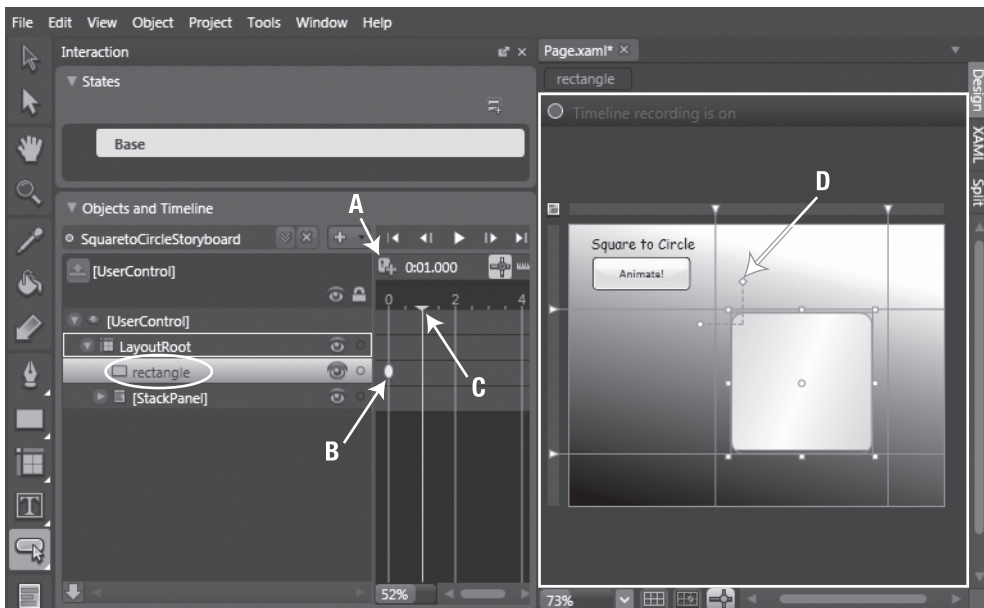 File Edit View Object Project Tools Window Help
Interaction
States
Base
Objects and Timeline
A
SquaretoCircleStoryboard
[UserControl]
0:01.000
0 2 4
[UserControl]
LayoutRoot
rectangle
[StackPanel]
B
C
52%
Page.xaml*
rectangle
Timeline recording is on
D
Square to Circle
Animate!
73%
Design
XAML
Split